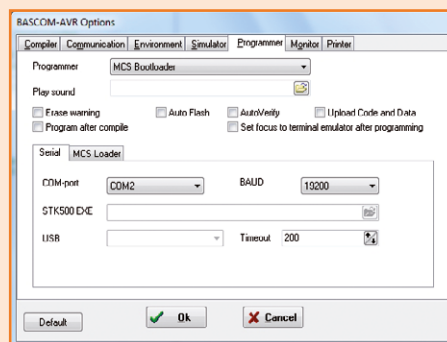 BASCOM-AVR Options
Compiler Communication Environment Simulator Programmer Monitor Printer
Programmer MCS Bootloader
Play sound
Erase warning Auto Flash AutoVerify Upload Code and Data
Program after compile Set focus to terminal emulator after programming
Serial MCS Loader
COM-port COM2 BAUD 19200
STK500 EXE
USB Timeout 200
Default Ok Cancel